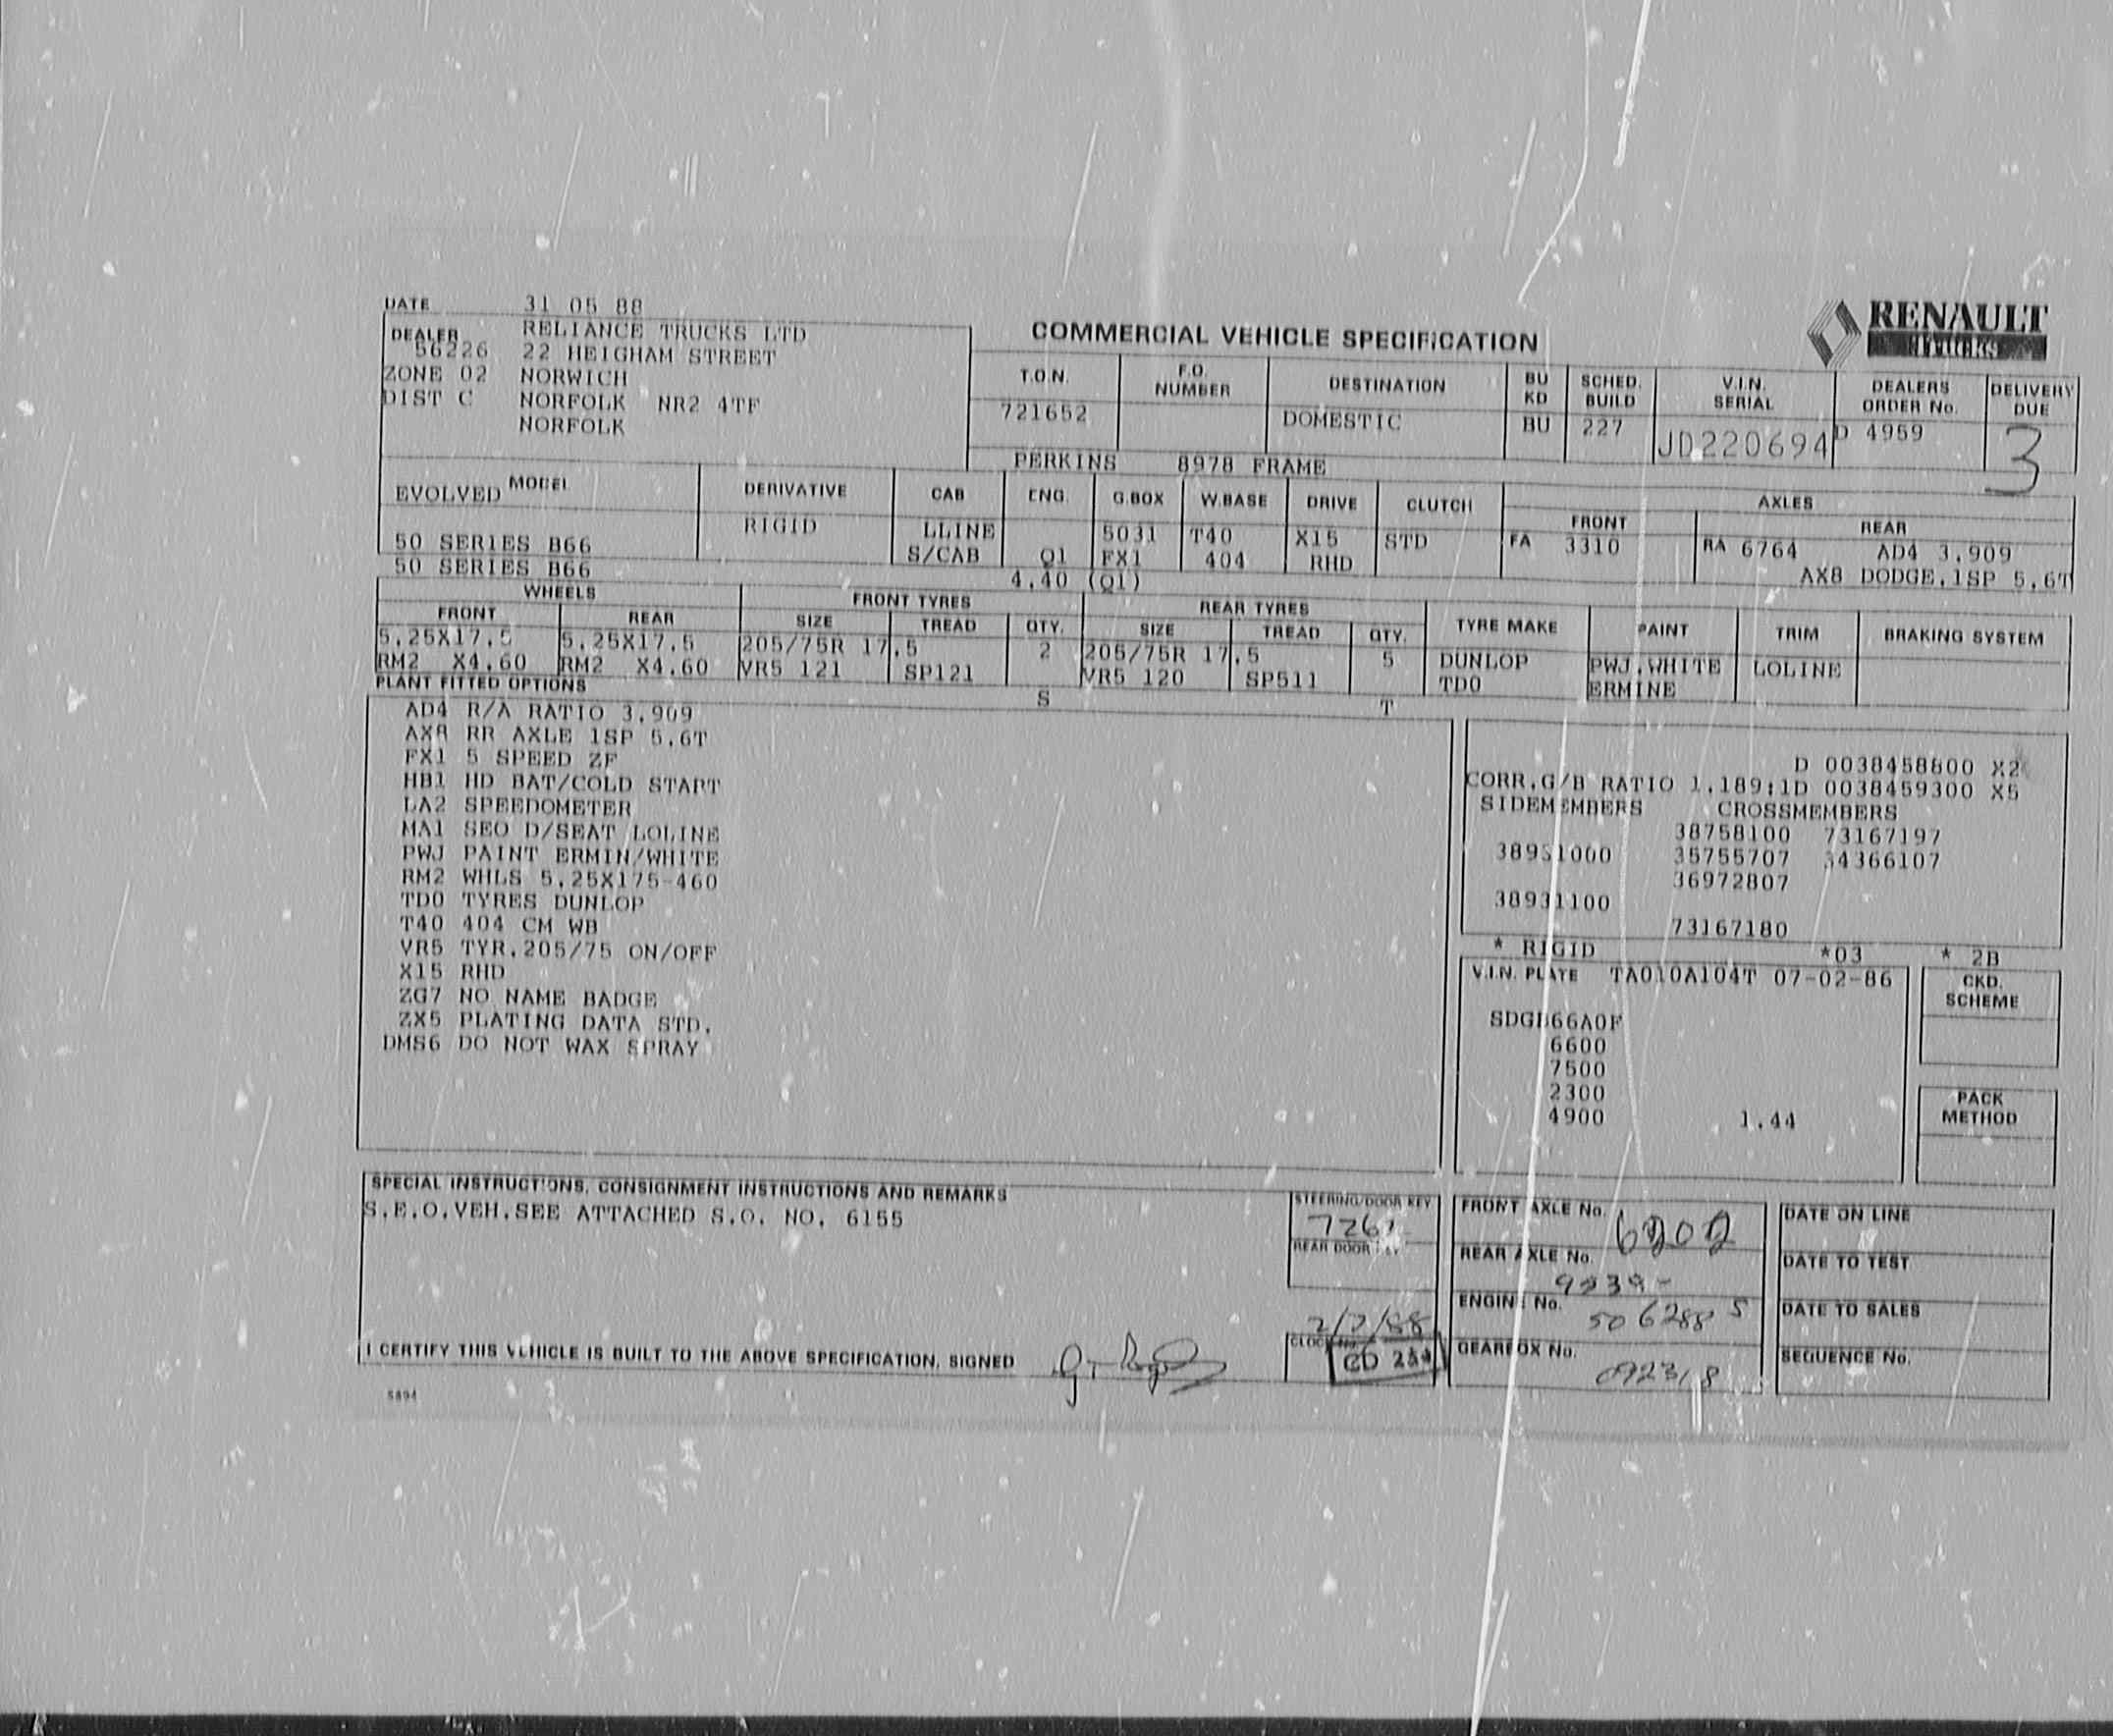 DATE 31 05 88
DEALER RELIANCE TRUCKS LTD
56226 22 HEIGHAM STREET
ZONE 02 NORWICH
DIST C NORFOLK NR2 4TF
NORFOLK
COMMERCIAL VEHICLE SPECIFICATION
RENAULT
TRUCKS
T.O.N. F.O. NUMBER DESTINATION BU KD SCHED. BUILD V.I.N. SERIAL DEALERS ORDER No. DELIVERY DUE
721652 DOMESTIC BU 227 JD220694 D 4959 3
PERKINS 8978 FRAME
MODEL DERIVATIVE CAB ENG. G.BOX W.BASE DRIVE CLUTCH AXLES
FRONT REAR
EVOLVED RIGID LLINE 5031 T40 X15 STD FA 3310 RA 6764 AD4 3.909
50 SERIES B66 S/CAB Q1 FX1 404 RHD AX8 DODGE.1SP 5.6T
50 SERIES B66 4.40 (Q1)
WHEELS FRONT TYRES REAR TYRES
FRONT REAR SIZE TREAD QTY. SIZE TREAD QTY. TYRE MAKE PAINT TRIM BRAKING SYSTEM
5.25X17.5 5.25X17.5 205/75R 17.5 2 205/75R 17.5 5 DUNLOP PWJ.WHITE LOLINE
RM2 X4.60 RM2 X4.60 VR5 121 SP121 VR5 120 SP511 TD0 ERMINE
PLANT FITTED OPTIONS S T
AD4 R/A RATIO 3.909
AX8 RR AXLE 1SP 5.6T
FX1 5 SPEED ZF
HB1 HD BAT/COLD START
LA2 SPEEDOMETER
MA1 SEO D/SEAT LOLINE
PWJ PAINT ERMIN/WHITE
RM2 WHLS 5.25X175-460
TD0 TYRES DUNLOP
T40 404 CM WB
VR5 TYR.205/75 ON/OFF
X15 RHD
ZG7 NO NAME BADGE
ZX5 PLATING DATA STD.
DMS6 DO NOT WAX SPRAY
D 0038458800 X2
CORR.G/B RATIO 1.189:1D 0038459300 X5
SIDEMEMBERS CROSSMEMBERS
38758100 73167197
38951000 35755707 34366107
36972807
38931100
73167180
* RIGID *03 * 2B
V.I.N. PLATE TA010A104T 07-02-86
SDGB66A0F
6600
7500
2300
4900 1.44
CKD. SCHEME
PACK METHOD
SPECIAL INSTRUCTIONS, CONSIGNMENT INSTRUCTIONS AND REMARKS
S.E.O.VEH.SEE ATTACHED S.O. NO. 6155
STEERING/DOOR KEY
REAR DOOR KEY
2/7/88
CLOCK No.
FRONT AXLE No.
REAR AXLE No.
ENGINE No. 5062885
GEARBOX No.
DATE ON LINE
DATE TO TEST
DATE TO SALES
SEQUENCE No.
I CERTIFY THIS VEHICLE IS BUILT TO THE ABOVE SPECIFICATION, SIGNED
5894